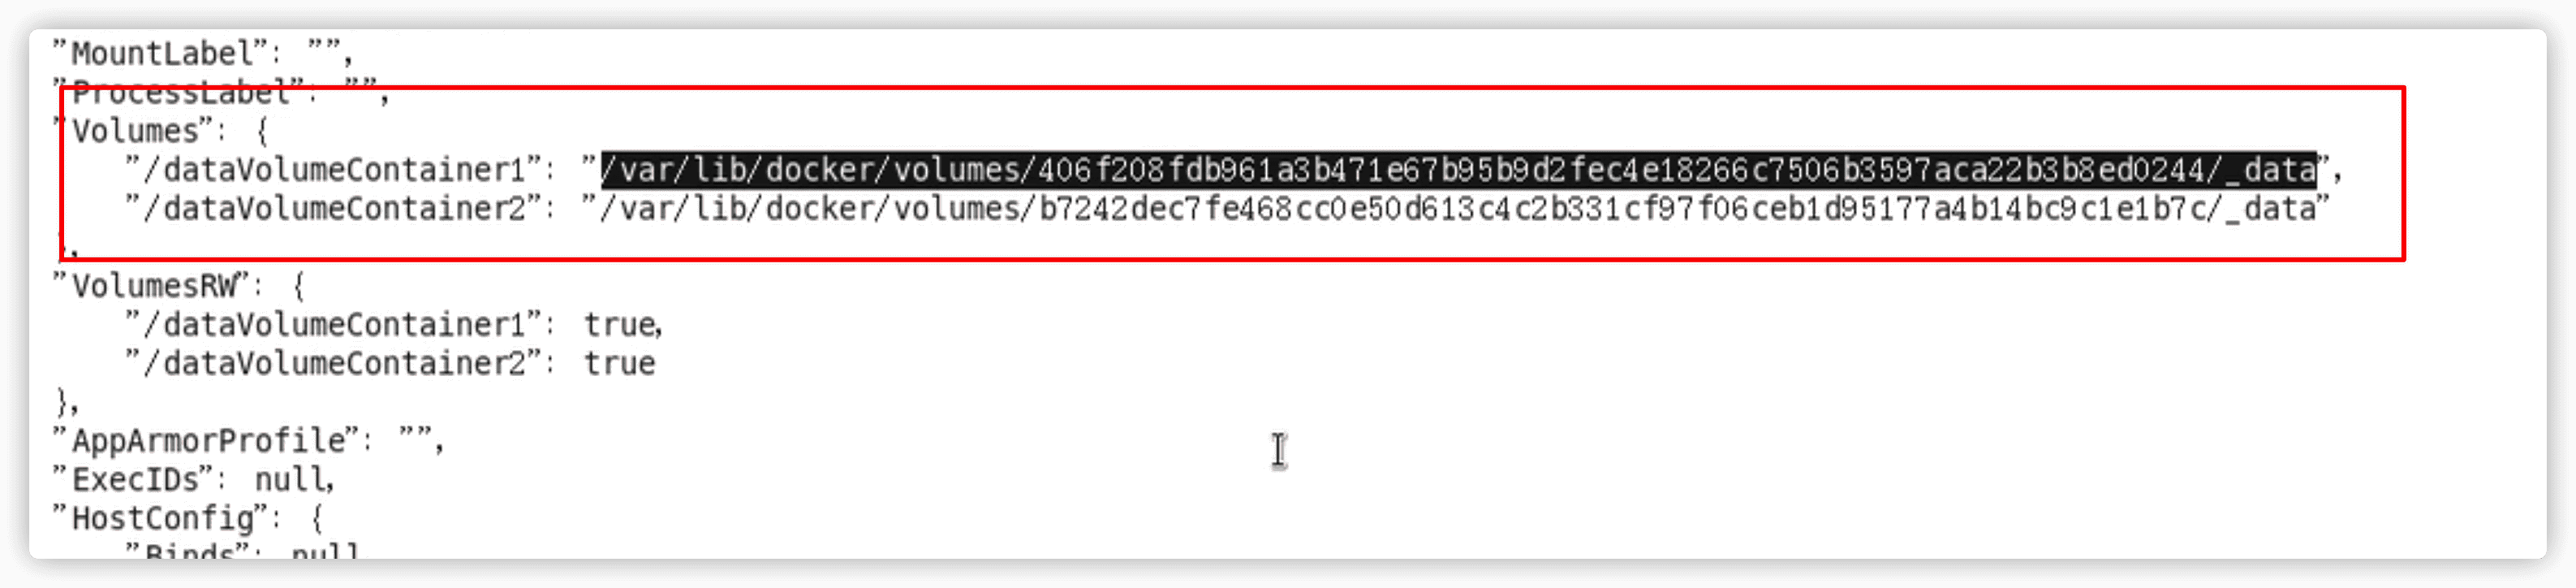 "MountLabel": "",
"ProcessLabel": "",
"Volumes": {
"/dataVolumeContainer1": "/var/lib/docker/volumes/406f208fdb961a3b471e67b95b9d2fec4e18266c7506b3597aca22b3b8ed0244/_data",
"/dataVolumeContainer2": "/var/lib/docker/volumes/b7242dec7fe468cc0e50d613c4c2b331cf97f06ceb1d95177a4b14bc9c1e1b7c/_data"
},
"VolumesRW": {
"/dataVolumeContainer1": true,
"/dataVolumeContainer2": true
},
"AppArmorProfile": "",
"ExecIDs": null,
"HostConfig": {
"Binds": null